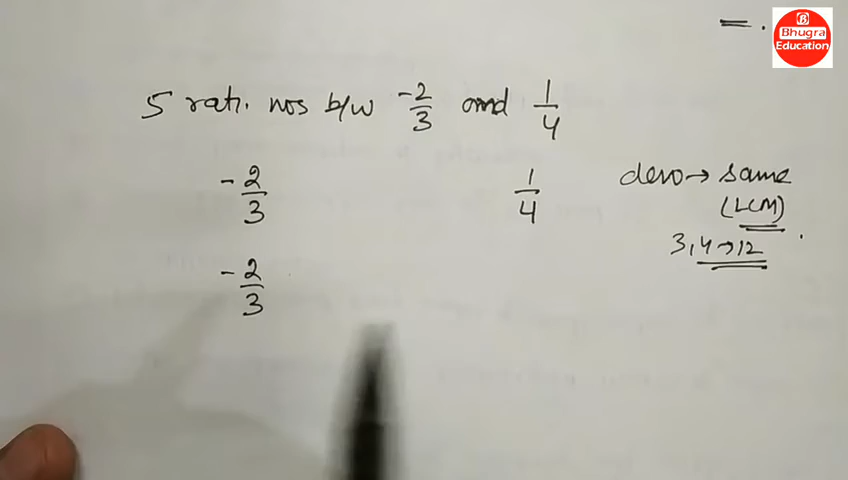 B
Bhugra
Education
5 rati. nos b/w -2/3 and 1/4
-2/3 1/4
deno → same
(LCM)
3,4 → 12
-2/3